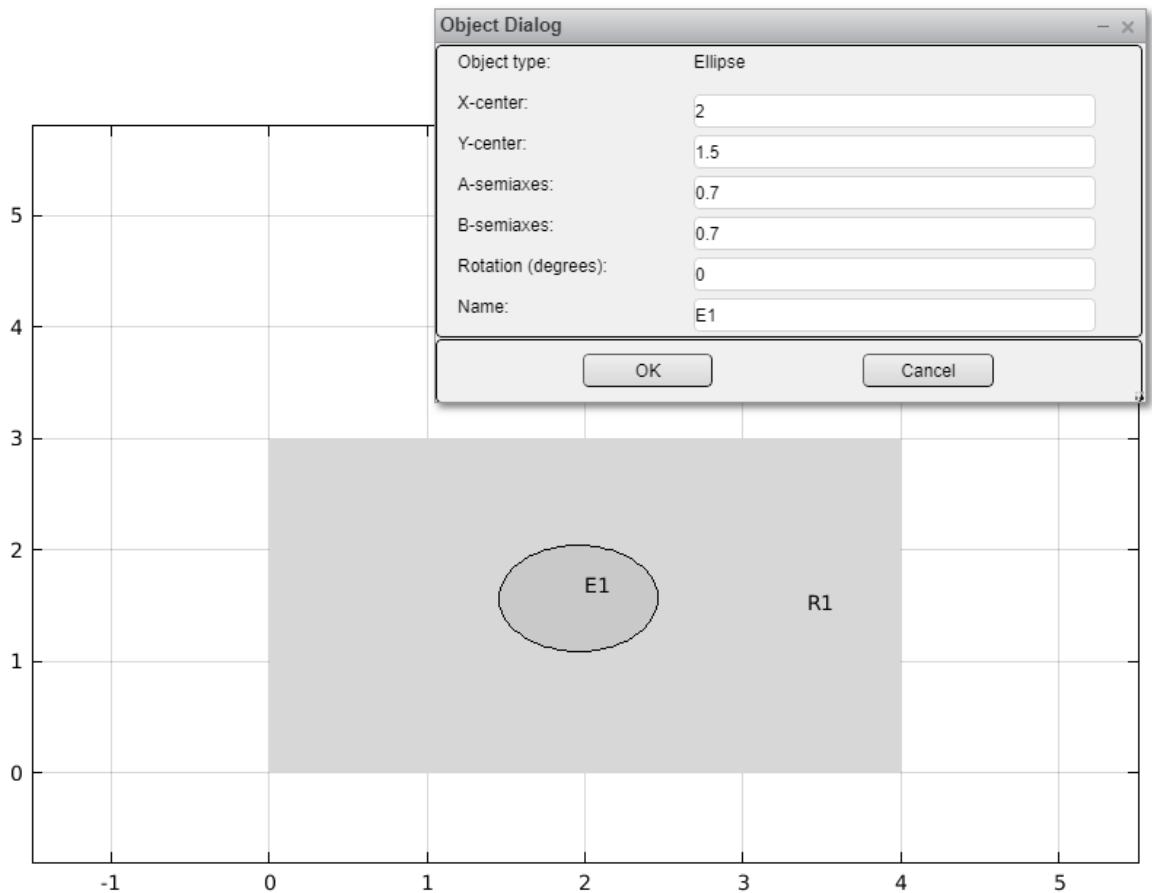 Object Dialog
Object type: Ellipse
X-center: 2
Y-center: 1.5
A-semiaxes: 0.7
B-semiaxes: 0.7
Rotation (degrees): 0
Name: E1
OK Cancel
5
4
3
2
1
0
E1
R1
-1 0 1 2 3 4 5